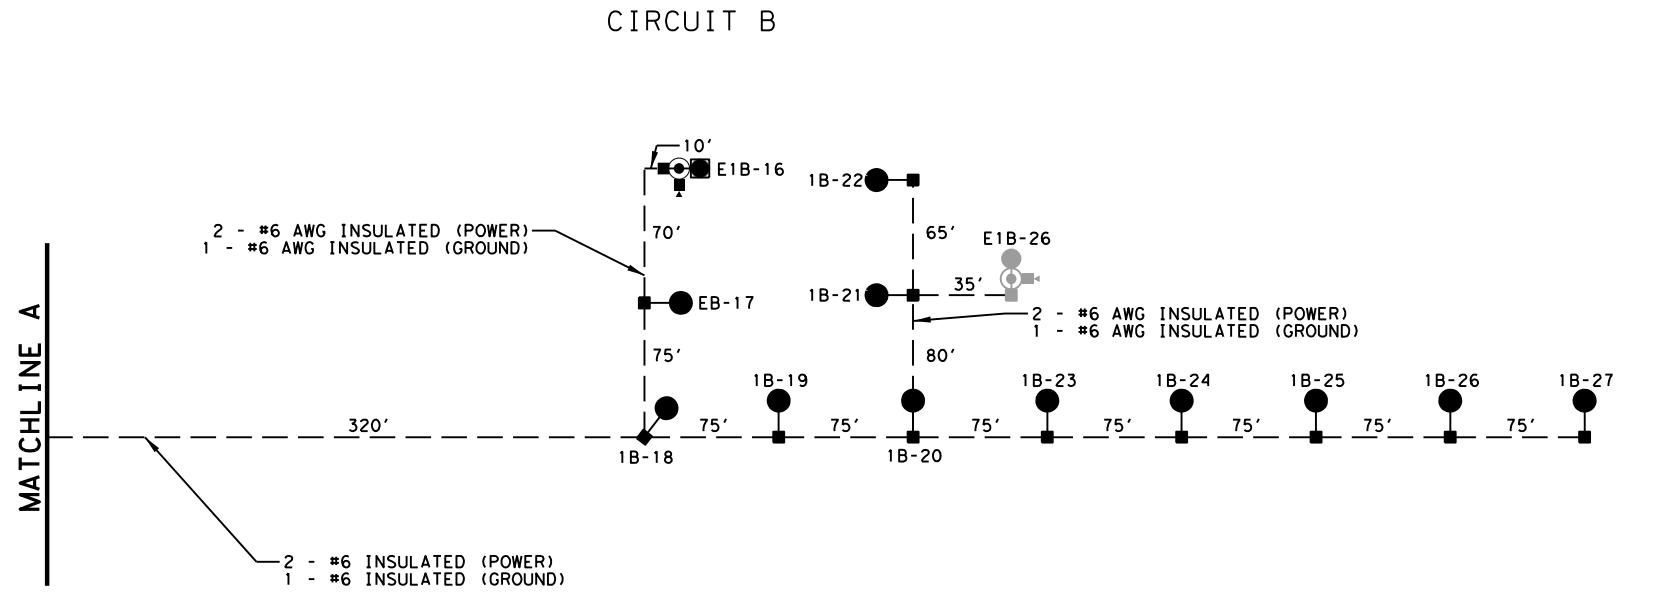 CIRCUIT B
10'
E1B-16
1B-22
2 - #6 AWG INSULATED (POWER)
1 - #6 AWG INSULATED (GROUND)
70'
65'
E1B-26
35'
1B-21
EB-17
2 - #6 AWG INSULATED (POWER)
1 - #6 AWG INSULATED (GROUND)
MATCHLINE A
75'
80'
1B-19
1B-23
1B-24
1B-25
1B-26
1B-27
320'
75'
75'
75'
75'
75'
75'
75'
1B-18
1B-20
2 - #6 INSULATED (POWER)
1 - #6 INSULATED (GROUND)